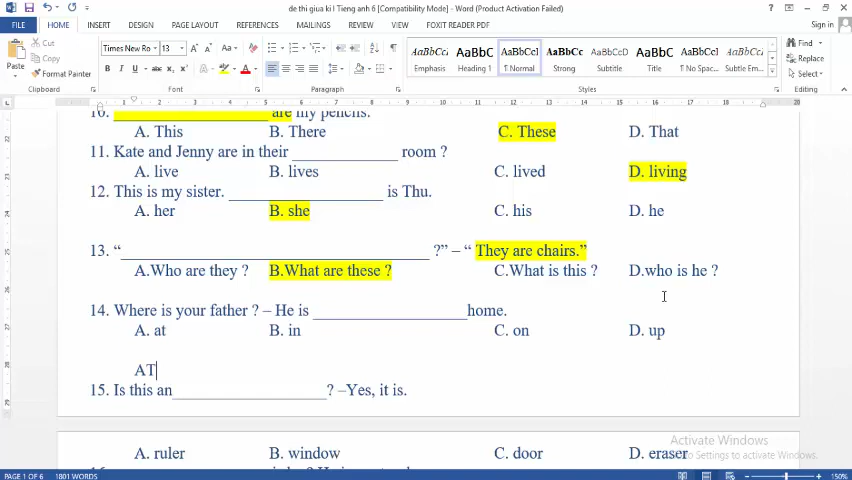 de thi giua ki I Tieng anh 6 [Compatibility Mode] - Word (Product Activation Failed)
FILE HOME INSERT DESIGN PAGE LAYOUT REFERENCES MAILINGS REVIEW VIEW FOXIT READER PDF Sign in
Cut
Copy
Paste
Format Painter
Clipboard
Times New Ro 13
Font
Paragraph
AaBbCcI AaBbC AaBbCcI AaBbCc AaBbCcD AaBbC AaBbCcI AaBbCcI
Emphasis Heading 1 ¶ Normal Strong Subtitle Title ¶ No Spac... Subtle Em...
Styles
Find
Replace
Select
Editing
10. ________________ are my pencils.
A. This B. There C. These D. That
11. Kate and Jenny are in their ___________ room ?
A. live B. lives C. lived D. living
12. This is my sister. ________________ is Thu.
A. her B. she C. his D. he
13. “________________________________ ?” – “ They are chairs.”
A.Who are they ? B.What are these ? C.What is this ? D.who is he ?
14. Where is your father ? – He is ________________home.
A. at B. in C. on D. up
AT
15. Is this an________________ ? –Yes, it is.
A. ruler B. window C. door D. eraser
Activate Windows
to Settings to activate Windows.
PAGE 1 OF 6 1801 WORDS 150%